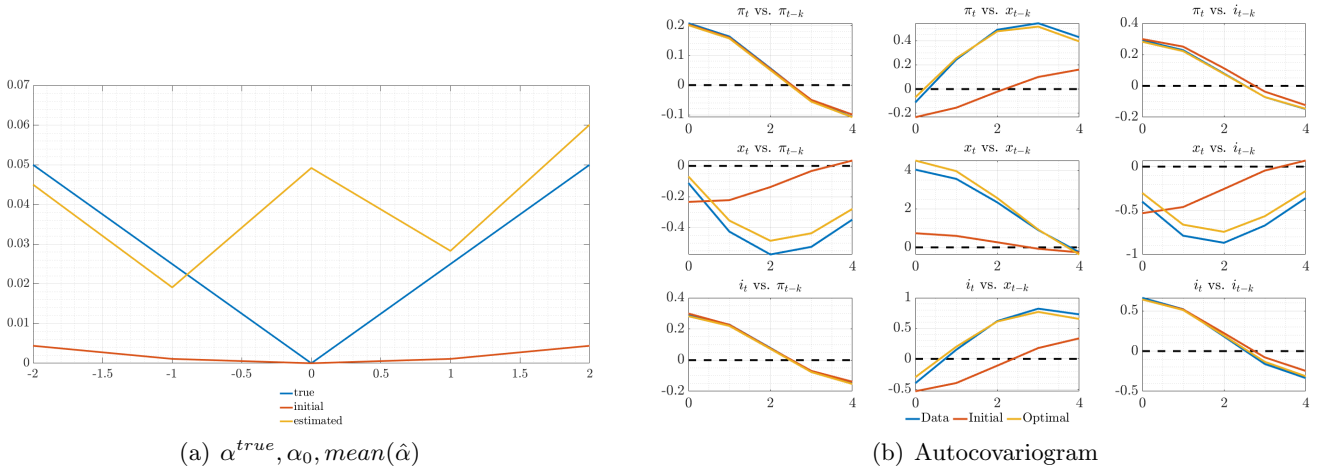 0.07
0.06
0.05
0.04
0.03
0.02
0.01
0
-2 -1.5 -1 -0.5 0 0.5 1 1.5 2
true
initial
estimated
(a) α^{true}, α_0, mean(α̂)
π_t vs. π_{t−k}
0.2
0.1
0
-0.1
0 2 4
π_t vs. x_{t−k}
0.4
0.2
0
-0.2
0 2 4
π_t vs. i_{t−k}
0.4
0.2
0
-0.2
0 2 4
x_t vs. π_{t−k}
0
-0.2
-0.4
0 2 4
x_t vs. x_{t−k}
4
2
0
0 2 4
x_t vs. i_{t−k}
0
-0.5
-1
0 2 4
i_t vs. π_{t−k}
0.4
0.2
0
-0.2
0 2 4
i_t vs. x_{t−k}
1
0.5
0
-0.5
0 2 4
i_t vs. i_{t−k}
0.5
0
-0.5
0 2 4
Data Initial Optimal
(b) Autocovariogram